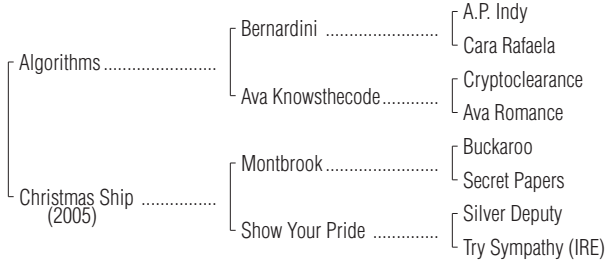 A.P. Indy
Bernardini ........................
Cara Rafaela
Algorithms ........................
Cryptoclearance
Ava Knowsthecode ............
Ava Romance
Buckaroo
Montbrook ........................
Secret Papers
Christmas Ship ................
(2005)
Silver Deputy
Show Your Pride ..............
Try Sympathy (IRE)